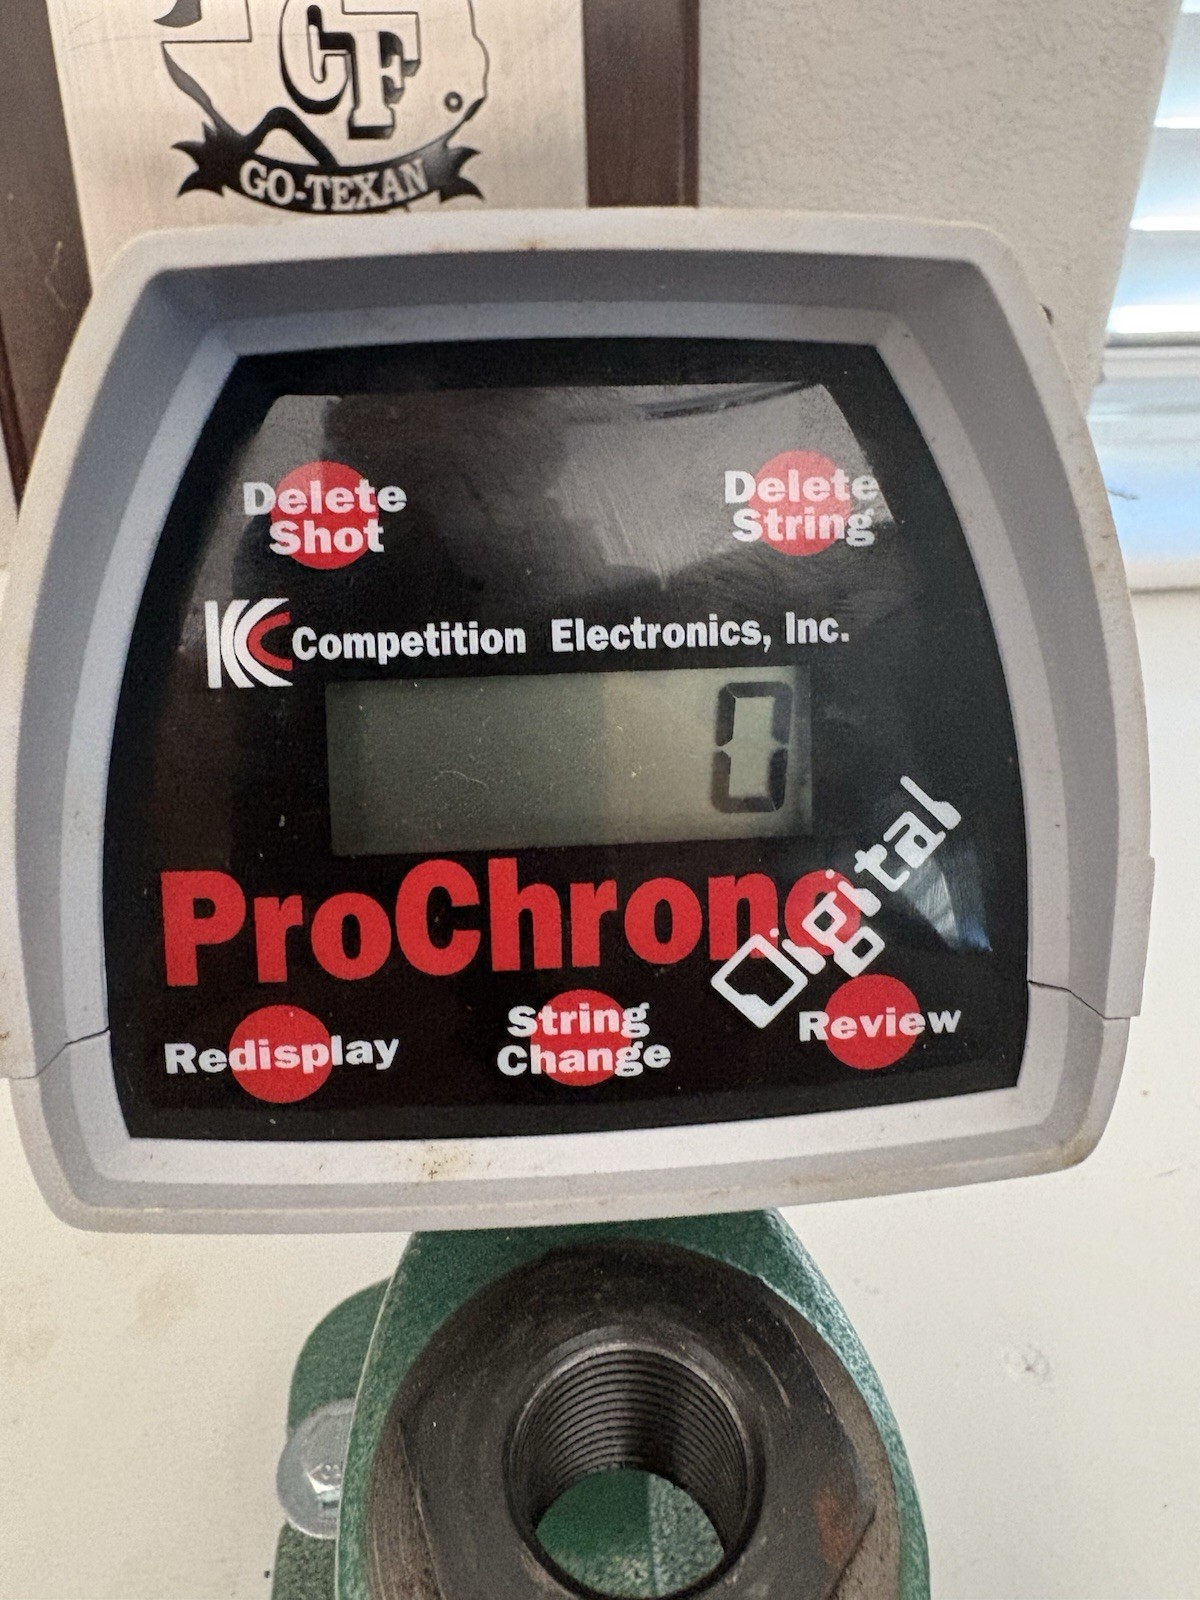 CF
GO-TEXAN
Delete
Shot
Delete
String
Competition Electronics, Inc.
0
ProChrono
Digital
Redisplay
String
Change
Review